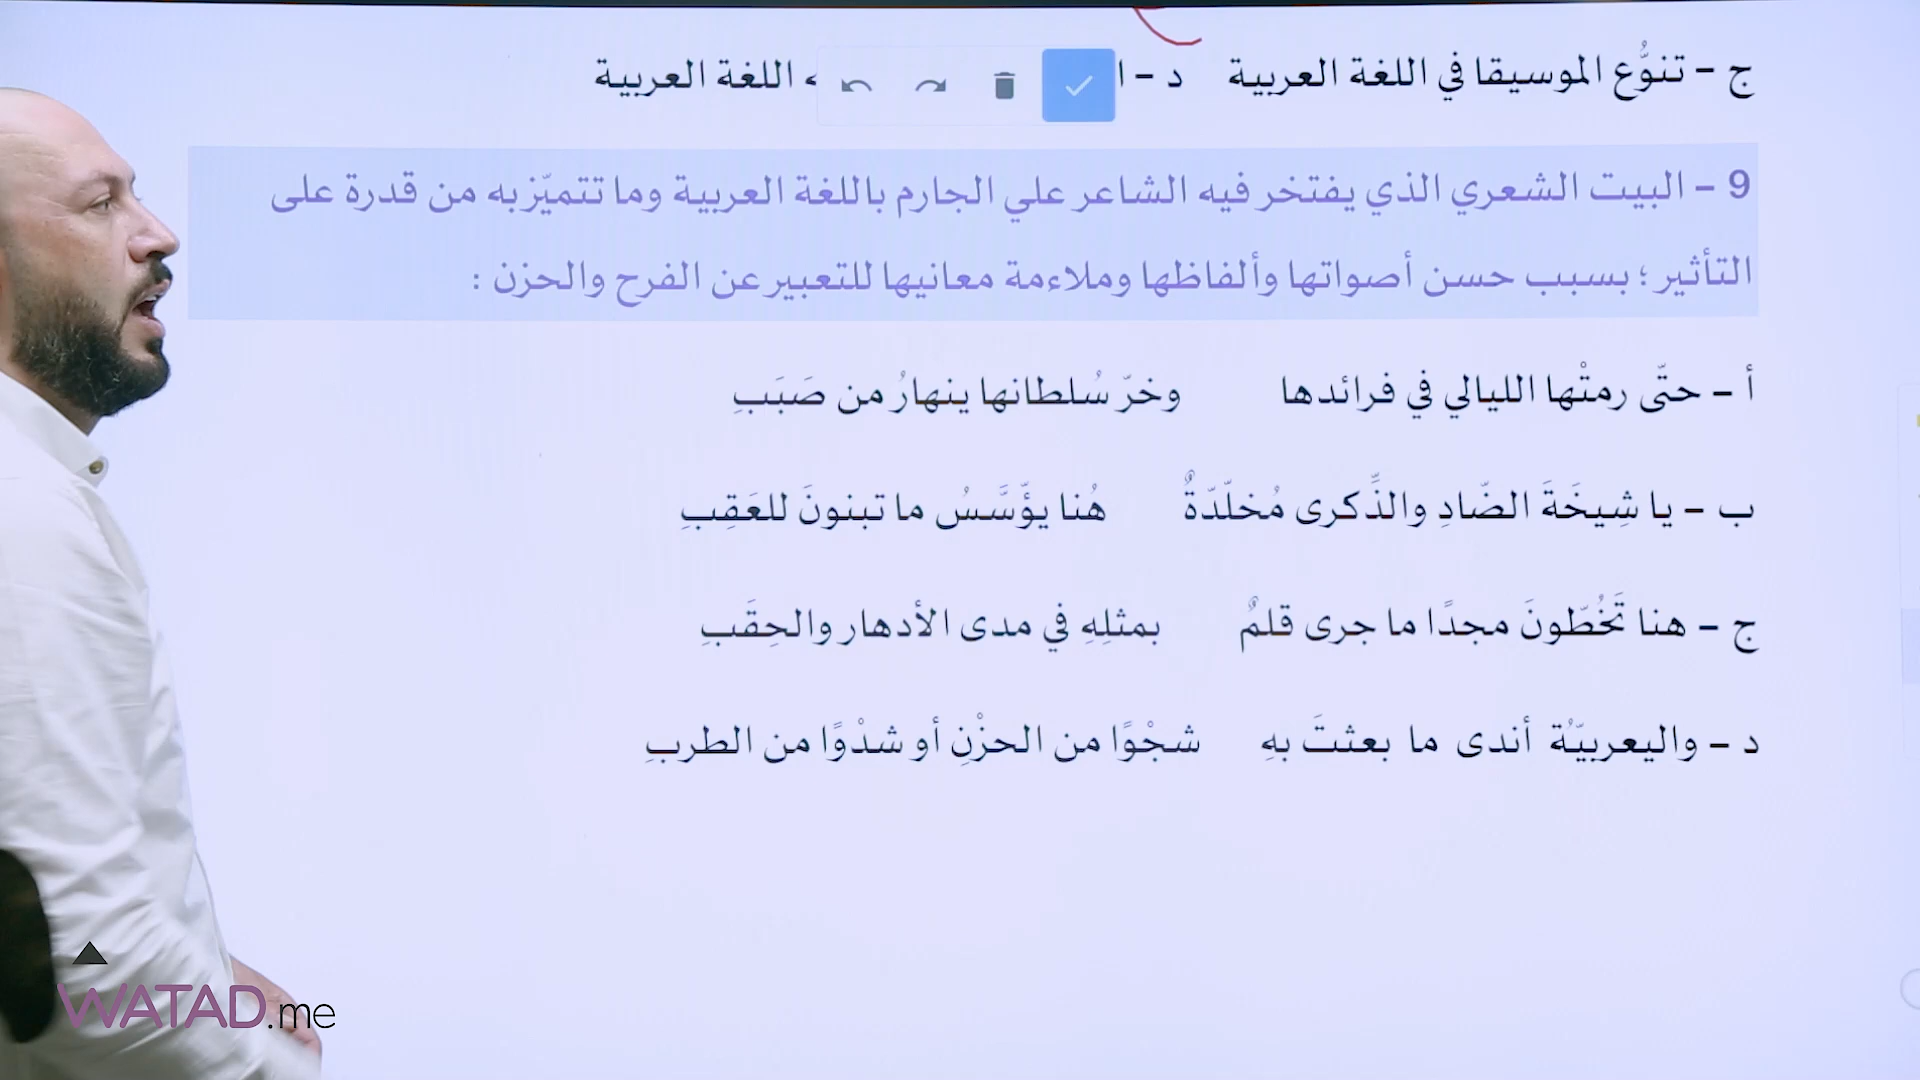 ج – تنوُّع الموسيقا في اللغة العربية د – ا ه اللغة العربية
9 – البيت الشعري الذي يفتخر فيه الشاعر علي الجارم باللغة العربية وما تتميّز به من قدرة على
التأثير ؛ بسبب حسن أصواتها وألفاظها وملاءمة معانيها للتعبير عن الفرح والحزن :
أ – حتّى رمتْها الليالي في فرائدها وخرّ سُلطانها ينهارُ من صَبَبِ
ب – يا شِيخَةَ الضّادِ والذِّكرى مُخلّدّةٌ هُنا يؤّسَّسُ ما تبنونَ للعَقِبِ
ج – هنا تَخُطّونَ مجدًا ما جرى قلمٌ بمثلِهِ في مدى الأدهار والحِقَبِ
د – واليعربيّةُ أندى ما بعثتَ بهِ شجْوًا من الحزْنِ أو شدْوًا من الطربِ
WATAD.me